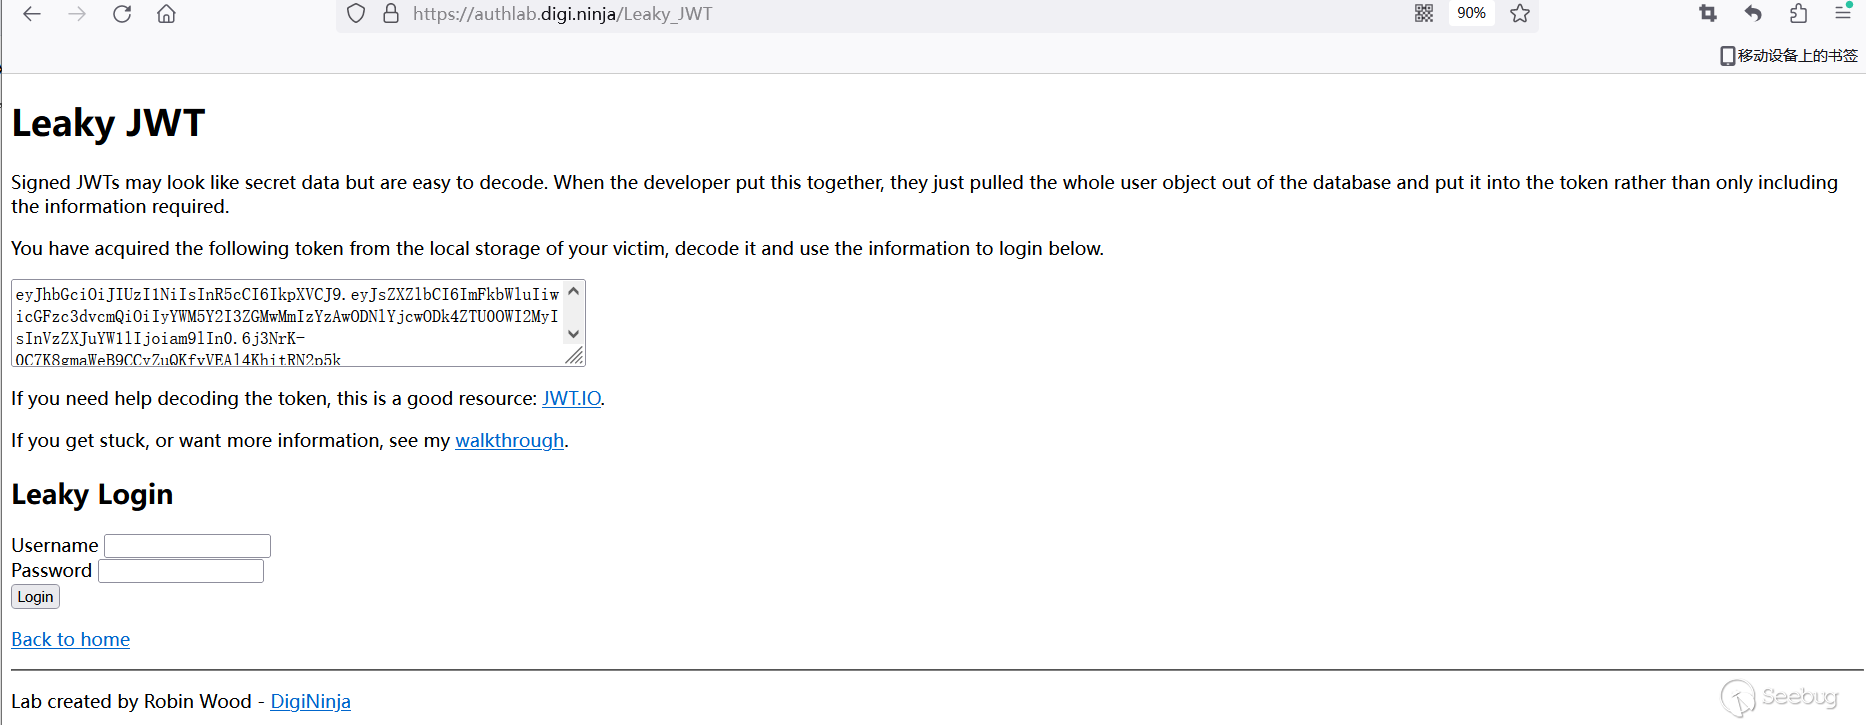 https://authlab.digi.ninja/Leaky_JWT
90%
移动设备上的书签
Leaky JWT
Signed JWTs may look like secret data but are easy to decode. When the developer put this together, they just pulled the whole user object out of the database and put it into the token rather than only including
the information required.
You have acquired the following token from the local storage of your victim, decode it and use the information to login below.
eyJhbGciOiJIUzI1NiIsInR5cCI6IkpXVCJ9.eyJsZXZlbCI6ImFkbWluIiw
icGFzc3dvcmQiOiIyYWM5Y2I3ZGMwMmIzYzAwODNlYjcwODk4ZTU0OWI2MyI
sInVzZXJuYW1lIjoiam9lIn0.6j3NrK-
0C7K8gmaWeB9CCyZuQKfvVEAl4KhitRN2p5k
If you need help decoding the token, this is a good resource: JWT.IO.
If you get stuck, or want more information, see my walkthrough.
Leaky Login
Username
Password
Login
Back to home
Lab created by Robin Wood - DigiNinja
Seebug